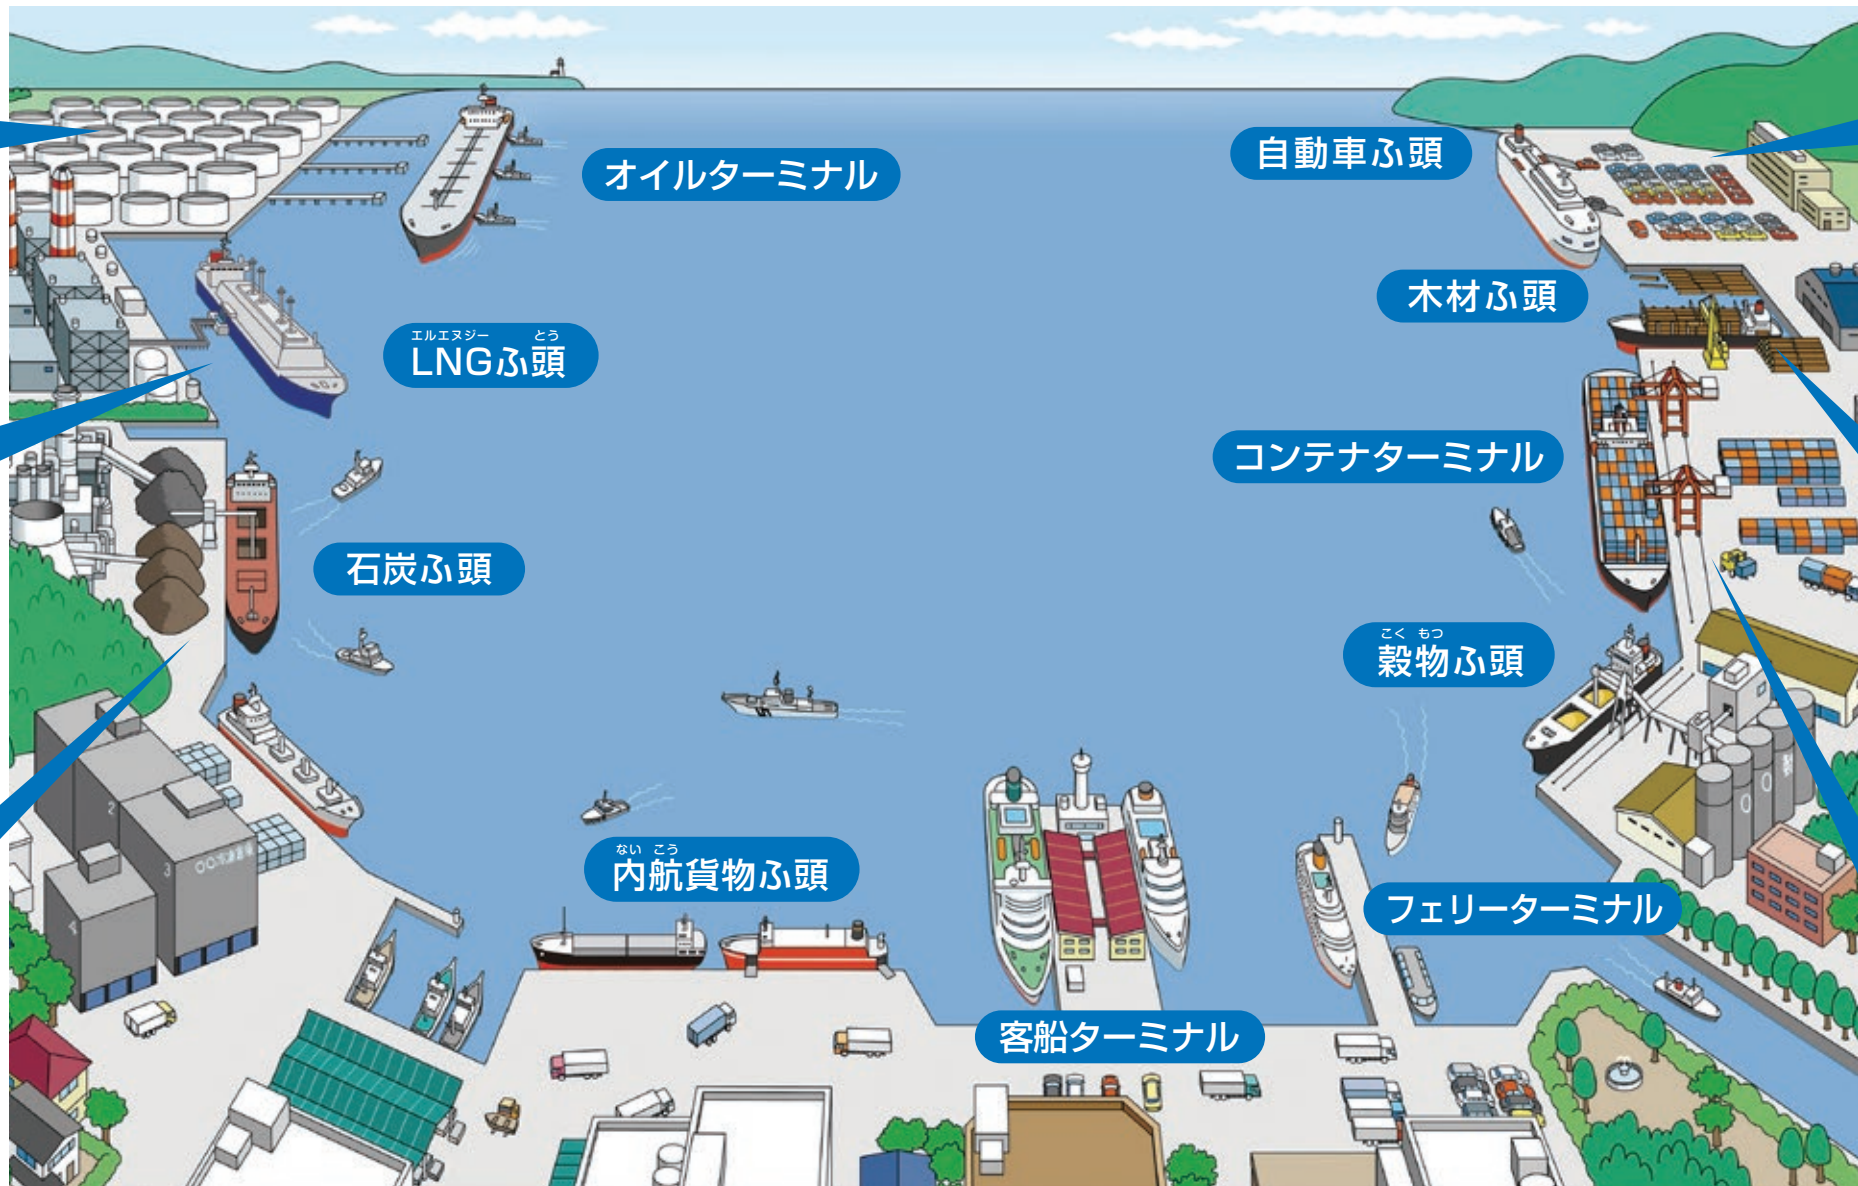 オイルターミナル
自動車ふ頭
木材ふ頭
エルエヌジー とう
LNGふ頭
コンテナターミナル
石炭ふ頭
こく もつ
穀物ふ頭
ない こう
内航貨物ふ頭
フェリーターミナル
客船ターミナル
2
3
4